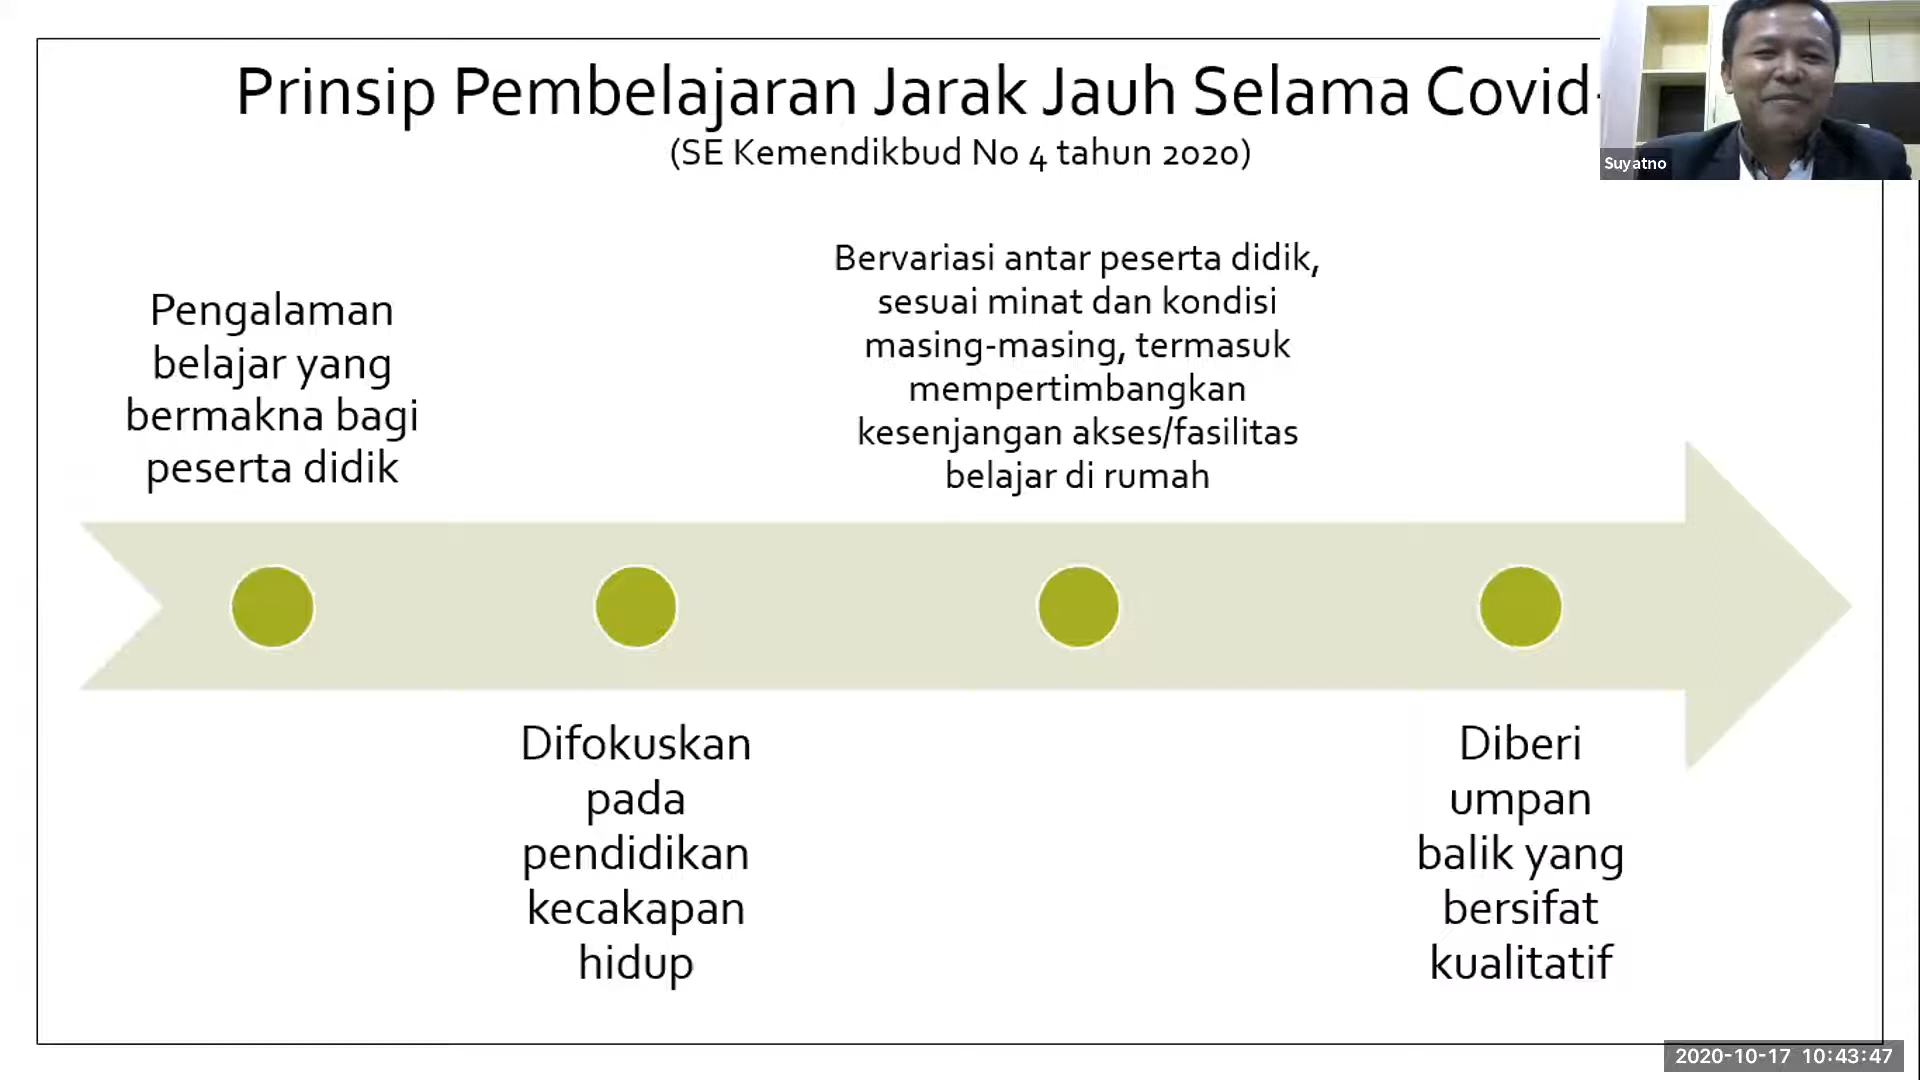 Prinsip Pembelajaran Jarak Jauh Selama Covid-
(SE Kemendikbud No 4 tahun 2020)
Suyatno
Pengalaman
belajar yang
bermakna bagi
peserta didik
Difokuskan
pada
pendidikan
kecakapan
hidup
Bervariasi antar peserta didik,
sesuai minat dan kondisi
masing-masing, termasuk
mempertimbangkan
kesenjangan akses/fasilitas
belajar di rumah
Diberi
umpan
balik yang
bersifat
kualitatif
2020-10-17 10:43:47